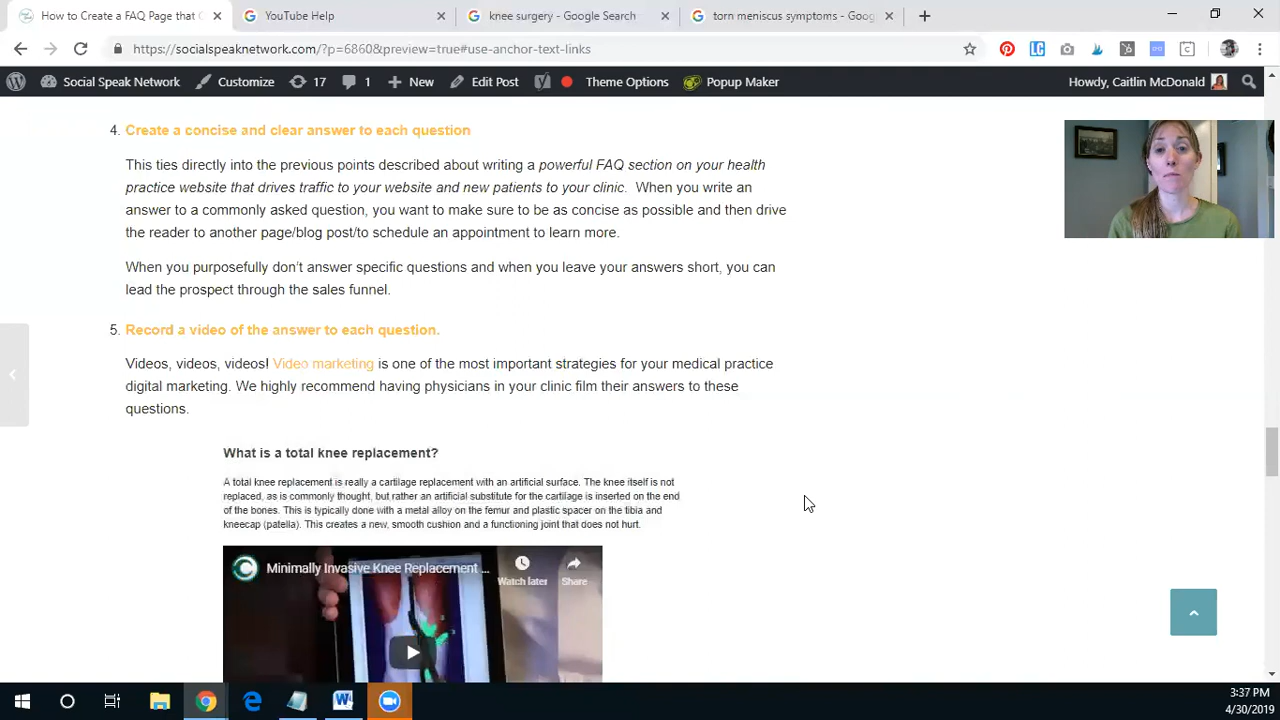 How to Create a FAQ Page that
YouTube Help
knee surgery - Google Search
torn meniscus symptoms - Goog
https://socialspeaknetwork.com/?p=6860&preview=true#use-anchor-text-links
Social Speak Network
Customize
17
1
New
Edit Post
Theme Options
Popup Maker
Howdy, Caitlin McDonald
4. Create a concise and clear answer to each question
This ties directly into the previous points described about writing a powerful FAQ section on your health
practice website that drives traffic to your website and new patients to your clinic. When you write an
answer to a commonly asked question, you want to make sure to be as concise as possible and then drive
the reader to another page/blog post/to schedule an appointment to learn more.
When you purposefully don't answer specific questions and when you leave your answers short, you can
lead the prospect through the sales funnel.
5. Record a video of the answer to each question.
Videos, videos, videos! Video marketing is one of the most important strategies for your medical practice
digital marketing. We highly recommend having physicians in your clinic film their answers to these
questions.
What is a total knee replacement?
A total knee replacement is really a cartilage replacement with an artificial surface. The knee itself is not
replaced, as is commonly thought, but rather an artificial substitute for the cartilage is inserted on the end
of the bones. This is typically done with a metal alloy on the femur and plastic spacer on the tibia and
kneecap (patella). This creates a new, smooth cushion and a functioning joint that does not hurt.
Minimally Invasive Knee Replacement ...
Watch later
Share
3:37 PM
4/30/2019